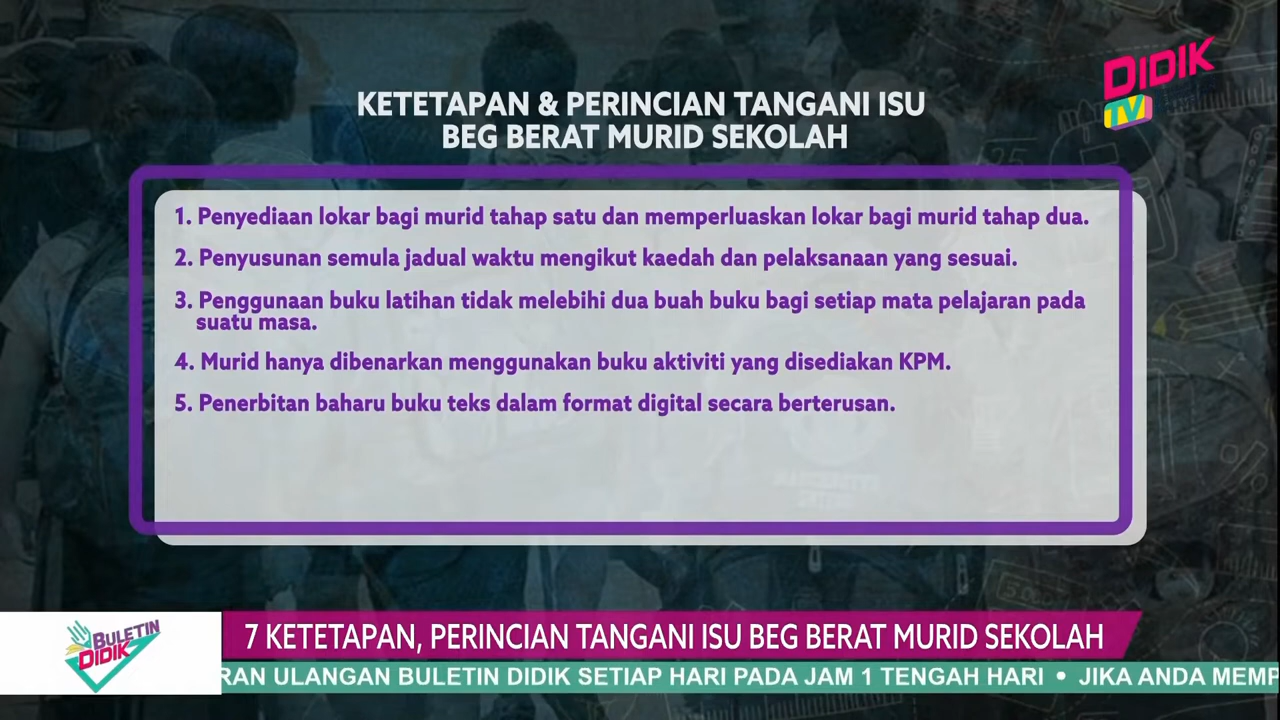 DIDIK
TV
KETETAPAN & PERINCIAN TANGANI ISU
BEG BERAT MURID SEKOLAH
1. Penyediaan lokar bagi murid tahap satu dan memperluaskan lokar bagi murid tahap dua.
2. Penyusunan semula jadual waktu mengikut kaedah dan pelaksanaan yang sesuai.
3. Penggunaan buku latihan tidak melebihi dua buah buku bagi setiap mata pelajaran pada
suatu masa.
4. Murid hanya dibenarkan menggunakan buku aktiviti yang disediakan KPM.
5. Penerbitan baharu buku teks dalam format digital secara berterusan.
BULETIN
DIDIK
7 KETETAPAN, PERINCIAN TANGANI ISU BEG BERAT MURID SEKOLAH
RAN ULANGAN BULETIN DIDIK SETIAP HARI PADA JAM 1 TENGAH HARI • JIKA ANDA MEMP